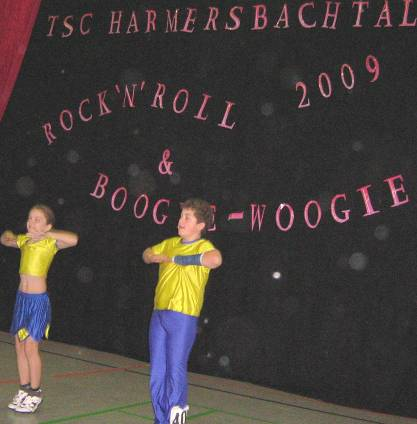 TSC HARMERSBACHTAL
ROCK'N'ROLL 2009
&
BOOGIE-WOOGIE
40